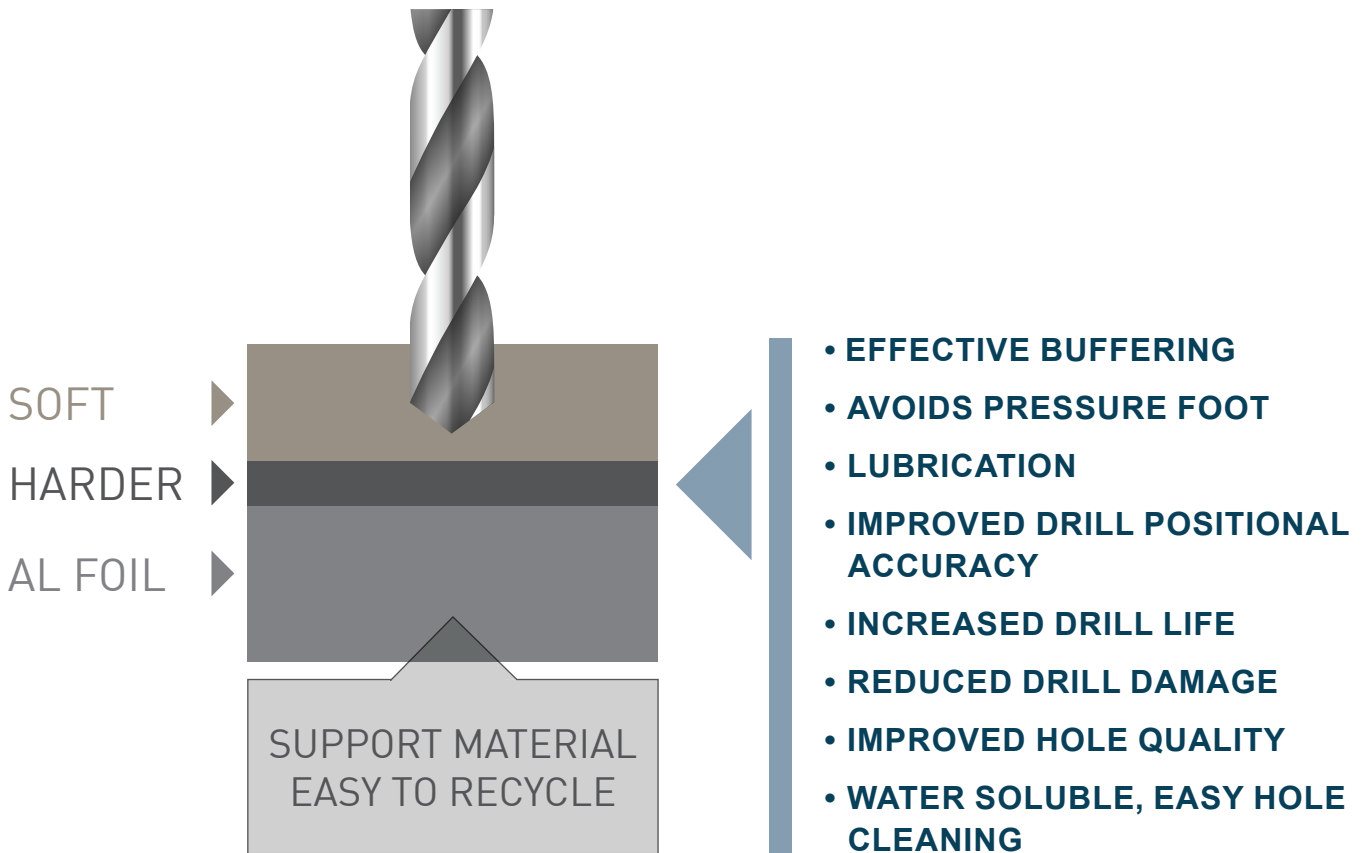 SOFT
HARDER
AL FOIL
SUPPORT MATERIAL
EASY TO RECYCLE
• EFFECTIVE BUFFERING
• AVOIDS PRESSURE FOOT
• LUBRICATION
• IMPROVED DRILL POSITIONAL
ACCURACY
• INCREASED DRILL LIFE
• REDUCED DRILL DAMAGE
• IMPROVED HOLE QUALITY
• WATER SOLUBLE, EASY HOLE
CLEANING